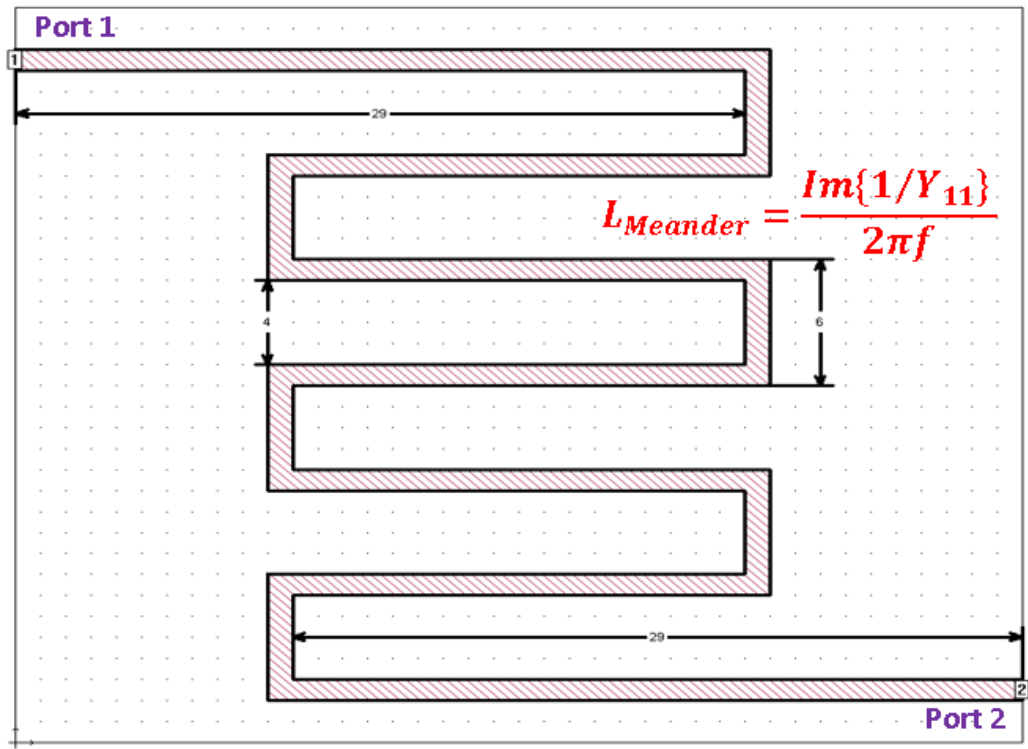 Port 1
1
29
L_Meander = Im{1/Y_11} / 2πf
4
6
29
2
Port 2